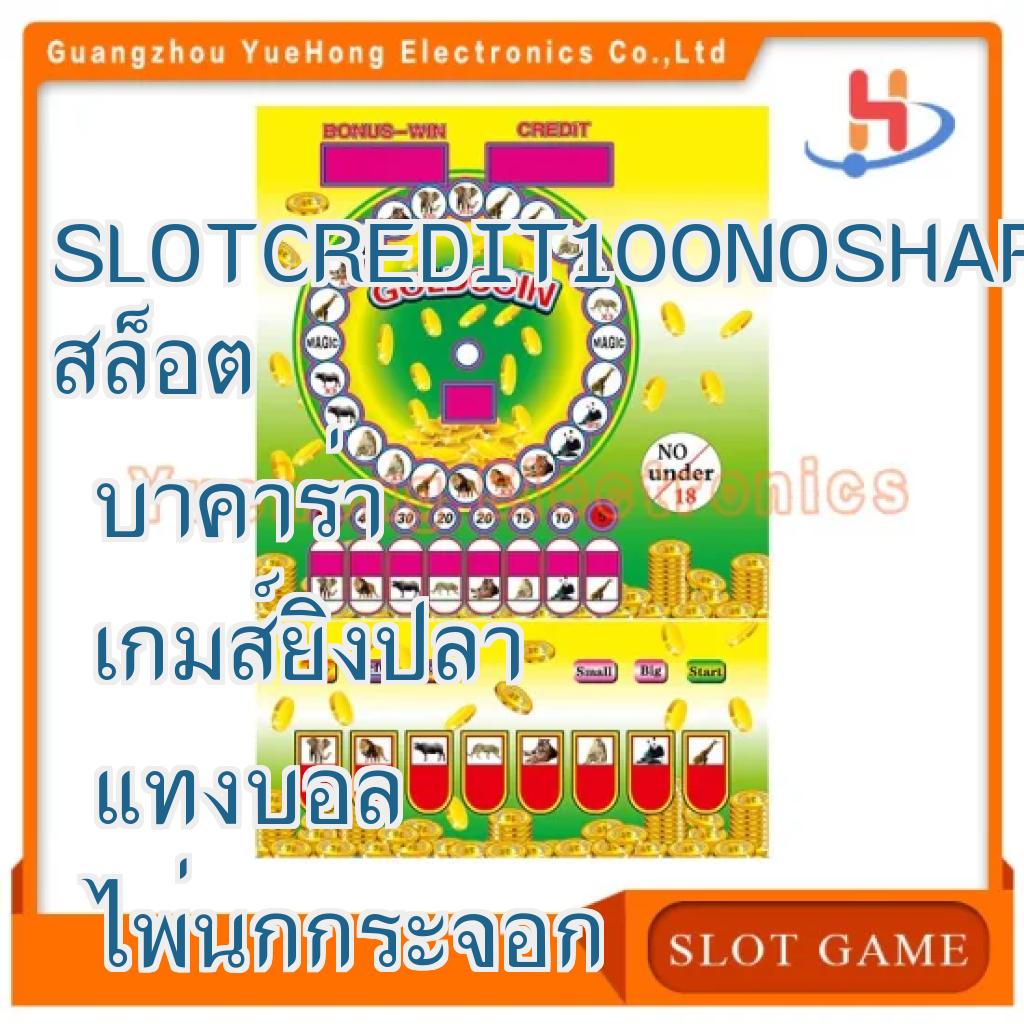 Guangzhou YueHong Electronics Co.,Ltd
BONUS-WIN CREDIT
SLOTCREDIT100NOSHAR
GOLD COIN
MAGIC MAGIC
สล็อต
NO
under
18
บาคาร่า
30 20 20 15 10 5
เกมส์ยิงปลา
Small Big Start
แทงบอล
ไพ่นกกระจอก
SLOT GAME